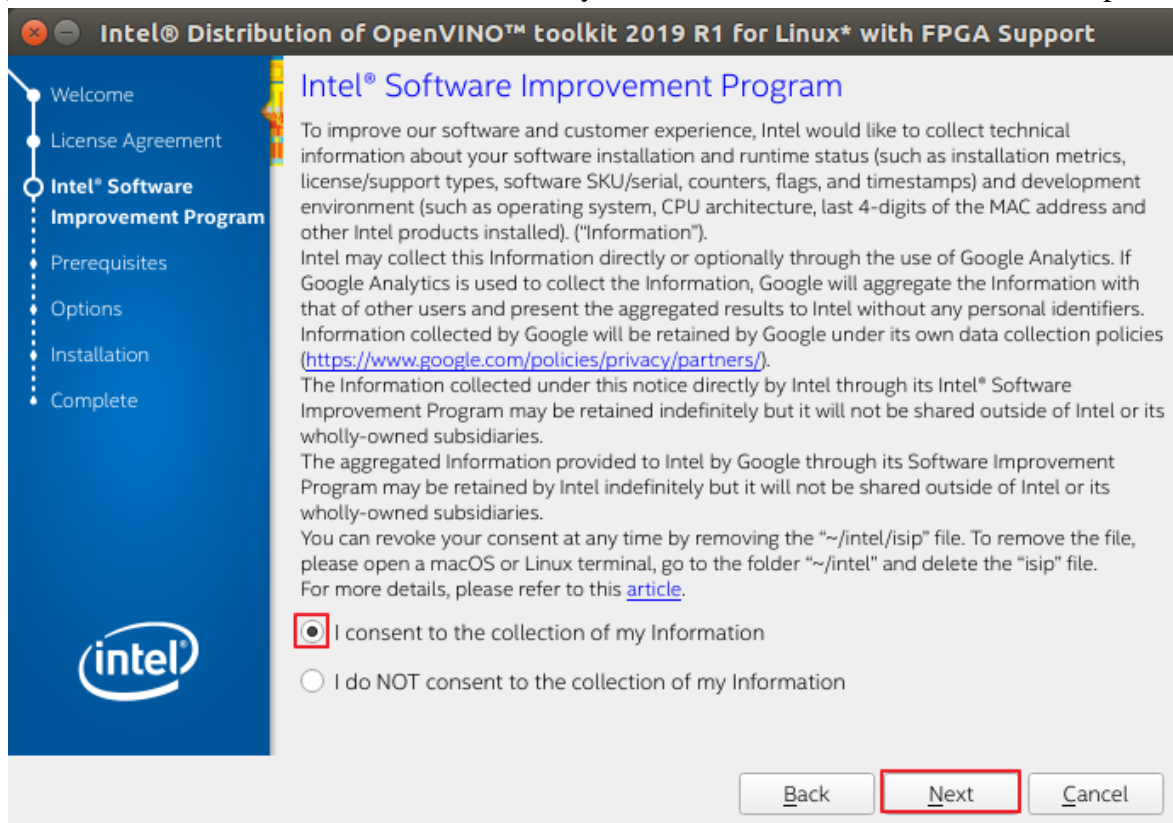 Intel® Distribution of OpenVINO™ toolkit 2019 R1 for Linux* with FPGA Support
Welcome
License Agreement
Intel® Software
Improvement Program
Prerequisites
Options
Installation
Complete
intel®
Intel® Software Improvement Program
To improve our software and customer experience, Intel would like to collect technical
information about your software installation and runtime status (such as installation metrics,
license/support types, software SKU/serial, counters, flags, and timestamps) and development
environment (such as operating system, CPU architecture, last 4-digits of the MAC address and
other Intel products installed). (“Information”).
Intel may collect this Information directly or optionally through the use of Google Analytics. If
Google Analytics is used to collect the Information, Google will aggregate the Information with
that of other users and present the aggregated results to Intel without any personal identifiers.
Information collected by Google will be retained by Google under its own data collection policies
(https://www.google.com/policies/privacy/partners/).
The Information collected under this notice directly by Intel through its Intel® Software
Improvement Program may be retained indefinitely but it will not be shared outside of Intel or its
wholly-owned subsidiaries.
The aggregated Information provided to Intel by Google through its Software Improvement
Program may be retained by Intel indefinitely but it will not be shared outside of Intel or its
wholly-owned subsidiaries.
You can revoke your consent at any time by removing the “~/intel/isip” file. To remove the file,
please open a macOS or Linux terminal, go to the folder “~/intel” and delete the “isip” file.
For more details, please refer to this article.
I consent to the collection of my Information
I do NOT consent to the collection of my Information
Back
Next
Cancel